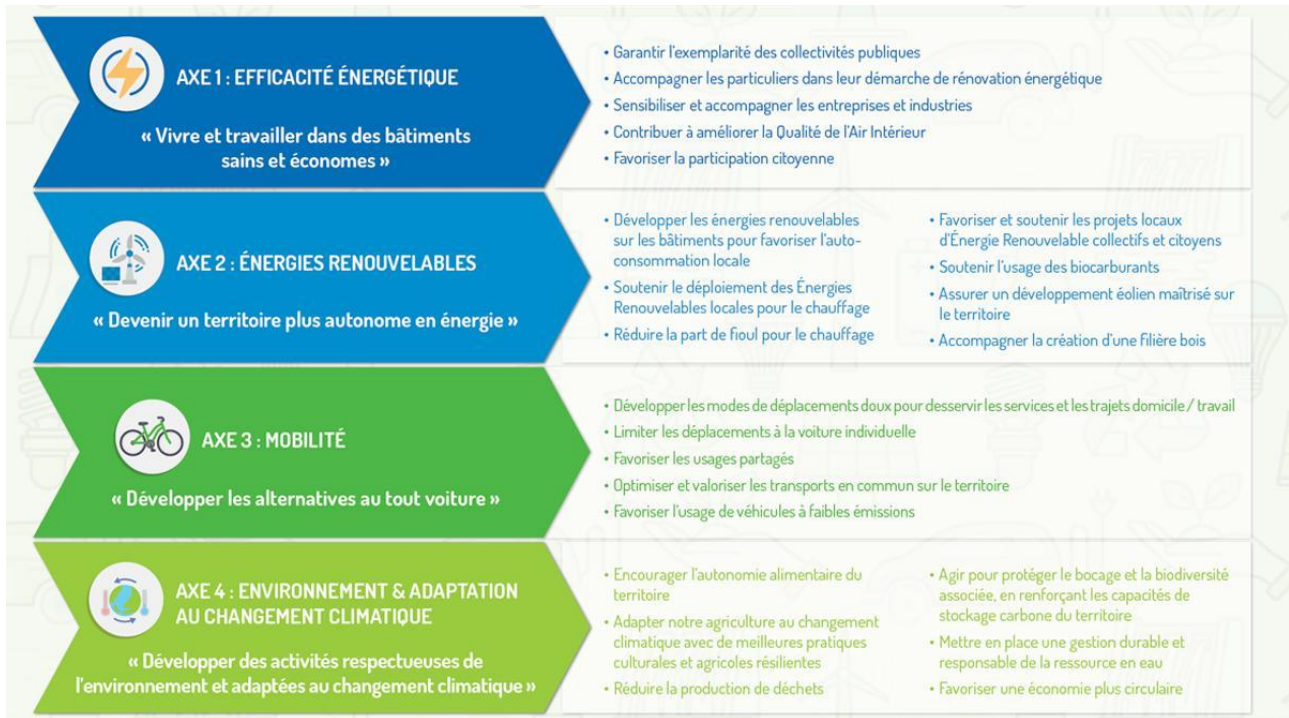 AXE 1 : EFFICACITÉ ÉNERGÉTIQUE
« Vivre et travailler dans des bâtiments
sains et économes »
• Garantir l'exemplarité des collectivités publiques
• Accompagner les particuliers dans leur démarche de rénovation énergétique
• Sensibiliser et accompagner les entreprises et industries
• Contribuer à améliorer la Qualité de l'Air Intérieur
• Favoriser la participation citoyenne
AXE 2 : ÉNERGIES RENOUVELABLES
« Devenir un territoire plus autonome en énergie »
• Développer les énergies renouvelables
sur les bâtiments pour favoriser l'auto-
consommation locale
• Soutenir le déploiement des Énergies
Renouvelables locales pour le chauffage
• Réduire la part de fioul pour le chauffage
• Favoriser et soutenir les projets locaux
d'Énergie Renouvelable collectifs et citoyens
• Soutenir l'usage des biocarburants
• Assurer un développement éolien maîtrisé sur
le territoire
• Accompagner la création d'une filière bois
AXE 3 : MOBILITÉ
« Développer les alternatives au tout voiture »
• Développer les modes de déplacements doux pour desservir les services et les trajets domicile / travail
• Limiter les déplacements à la voiture individuelle
• Favoriser les usages partagés
• Optimiser et valoriser les transports en commun sur le territoire
• Favoriser l'usage de véhicules à faibles émissions
AXE 4 : ENVIRONNEMENT & ADAPTATION
AU CHANGEMENT CLIMATIQUE
« Développer des activités respectueuses de
l'environnement et adaptées au changement climatique »
• Encourager l'autonomie alimentaire du
territoire
• Adapter notre agriculture au changement
climatique avec de meilleures pratiques
culturales et agricoles résilientes
• Réduire la production de déchets
• Agir pour protéger le bocage et la biodiversité
associée, en renforçant les capacités de
stockage carbone du territoire
• Mettre en place une gestion durable et
responsable de la ressource en eau
• Favoriser une économie plus circulaire